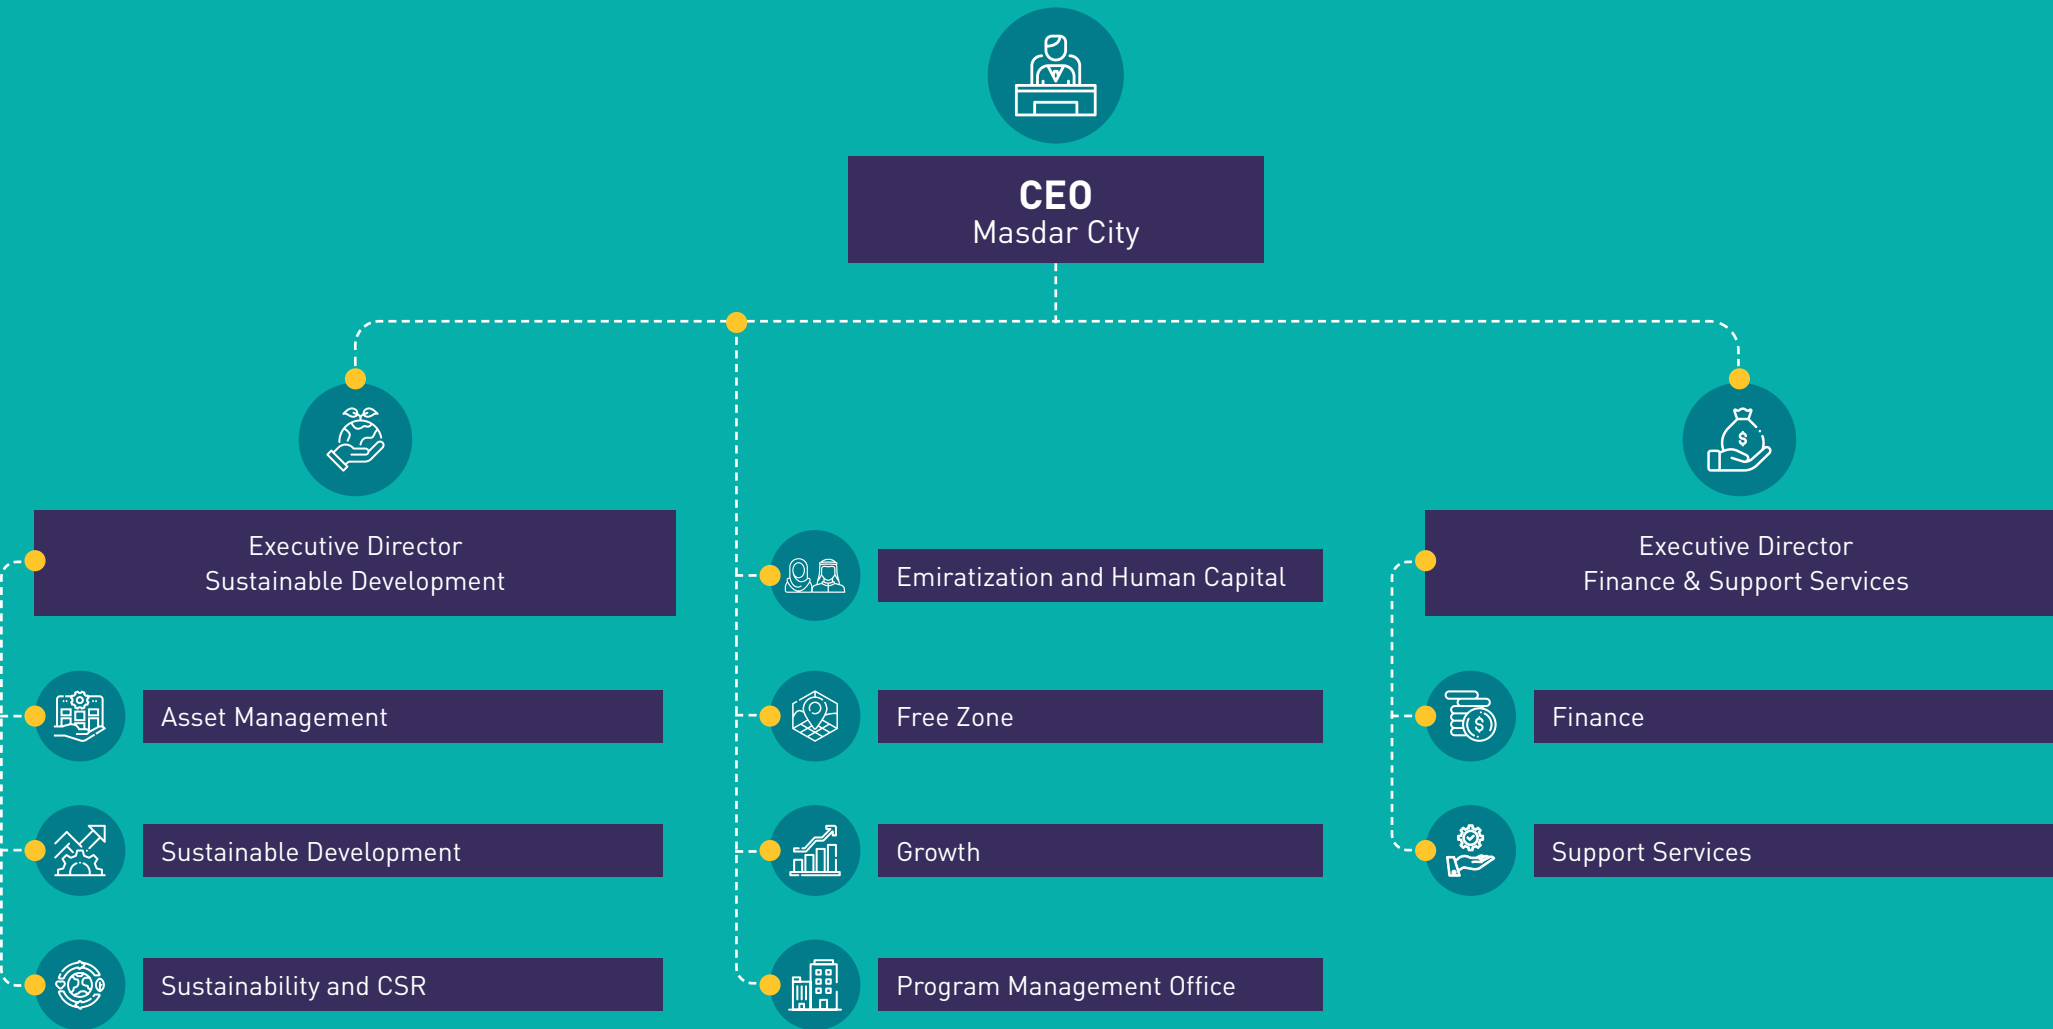 CEO
Masdar City
Executive Director
Sustainable Development
Asset Management
Sustainable Development
Sustainability and CSR
Emiratization and Human Capital
Free Zone
Growth
Program Management Office
Executive Director
Finance & Support Services
Finance
Support Services